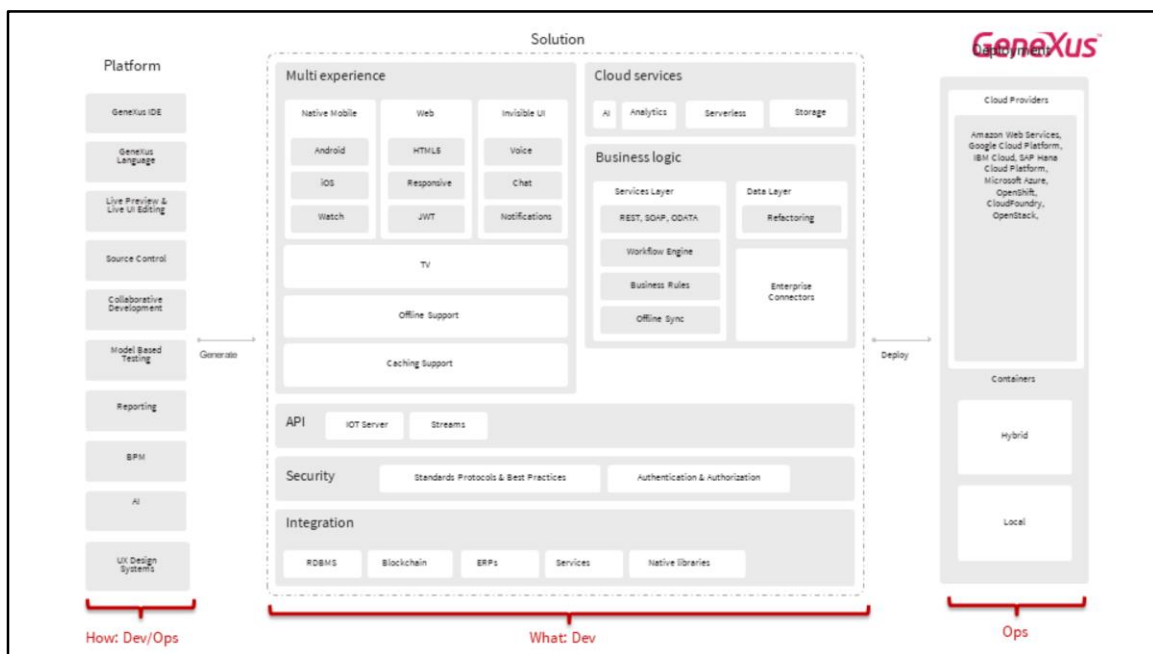 Solution
GeneXus™
Deployment
Platform
GeneXus IDE
GeneXus
Language
Live Preview &
Live UI Editing
Source Control
Collaborative
Development
Model Based
Testing
Reporting
BPM
AI
UX Design
Systems
How: Dev/Ops
Generate
Multi experience
Native Mobile
Android
iOS
Watch
Web
HTML5
Responsive
JWT
Invisible UI
Voice
Chat
Notifications
TV
Offline Support
Caching Support
Cloud services
AI
Analytics
Serverless
Storage
Business logic
Services Layer
REST, SOAP, ODATA
Workflow Engine
Business Rules
Offline Sync
Data Layer
Refactoring
Enterprise
Connectors
API
IOT Server
Streams
Security
Standards Protocols & Best Practices
Authentication & Authorization
Integration
RDBMS
Blockchain
ERPs
Services
Native libraries
What: Dev
Deploy
Cloud Providers
Amazon Web Services,
Google Cloud Platform,
IBM Cloud, SAP Hana
Cloud Platform,
Microsoft Azure,
OpenShift,
CloudFoundry,
OpenStack,
Containers
Hybrid
Local
Ops